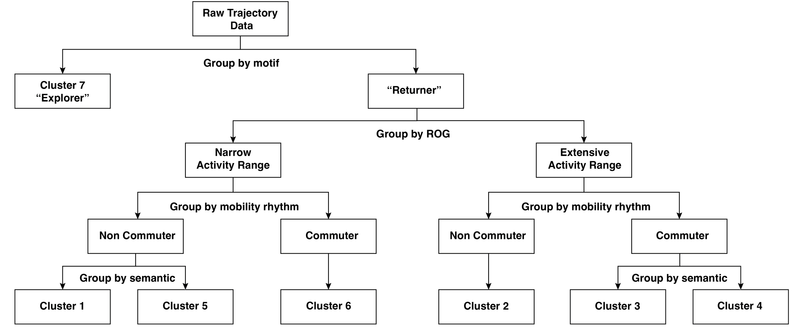 Raw Trajectory
Data
Group by motif
Cluster 7
“Explorer”
“Returner”
Group by ROG
Narrow
Activity Range
Extensive
Activity Range
Group by mobility rhythm
Group by mobility rhythm
Non Commuter
Commuter
Non Commuter
Commuter
Group by semantic
Group by semantic
Cluster 1
Cluster 5
Cluster 6
Cluster 2
Cluster 3
Cluster 4